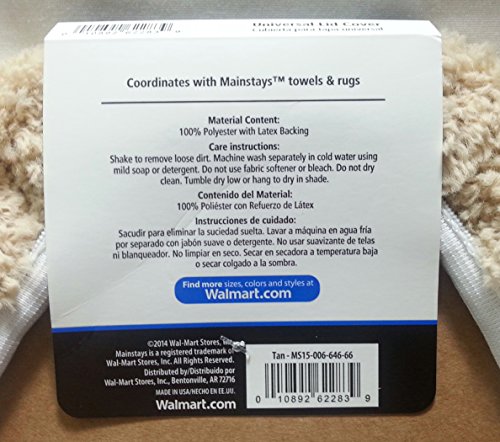 0 10892 62283 9
Universal Lid Cover
Cubierta para tapa universal
Coordinates with Mainstays™ towels & rugs
Material Content:
100% Polyester with Latex Backing
Care instructions:
Shake to remove loose dirt. Machine wash separately in cold water using
mild soap or detergent. Do not use fabric softener or bleach. Do not dry
clean. Tumble dry low or hang to dry in shade.
Contenido del Material:
100% Poliéster con Refuerzo de Látex
Instrucciones de cuidado:
Sacudir para eliminar la suciedad suelta. Lavar a máquina en agua fría
por separado con jabón suave o detergente. No usar suavizante de telas
ni blanqueador. No limpiar en seco. Secar en secadora a temperatura baja
o secar colgado a la sombra.
Find more sizes, colors and styles at
Walmart.com
©2014 Wal-Mart Stores, Inc.
Mainstays is a registered trademark of
Wal-Mart Stores, Inc. All Rights Reserved.
Distributed by/Distribuido por
Wal-Mart Stores, Inc., Bentonville, AR 72716
MADE IN USA/HECHO EN EE.UU.
Walmart.com
Tan - MS15-006-646-66
0 10892 62283 9